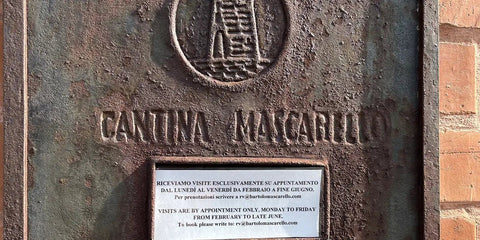 CANTINA MASCARELLO
RICEVIAMO VISITE ESCLUSIVAMENTE SU APPUNTAMENTO
DAL LUNEDÌ AL VENERDÌ DA FEBBRAIO A FINE GIUGNO.
Per prenotazioni scrivere a rv@bartolomascarello.com
VISITS ARE BY APPOINTMENT ONLY, MONDAY TO FRIDAY
FROM FEBRUARY TO LATE JUNE.
To book please write to: rv@bartolomascarello.com